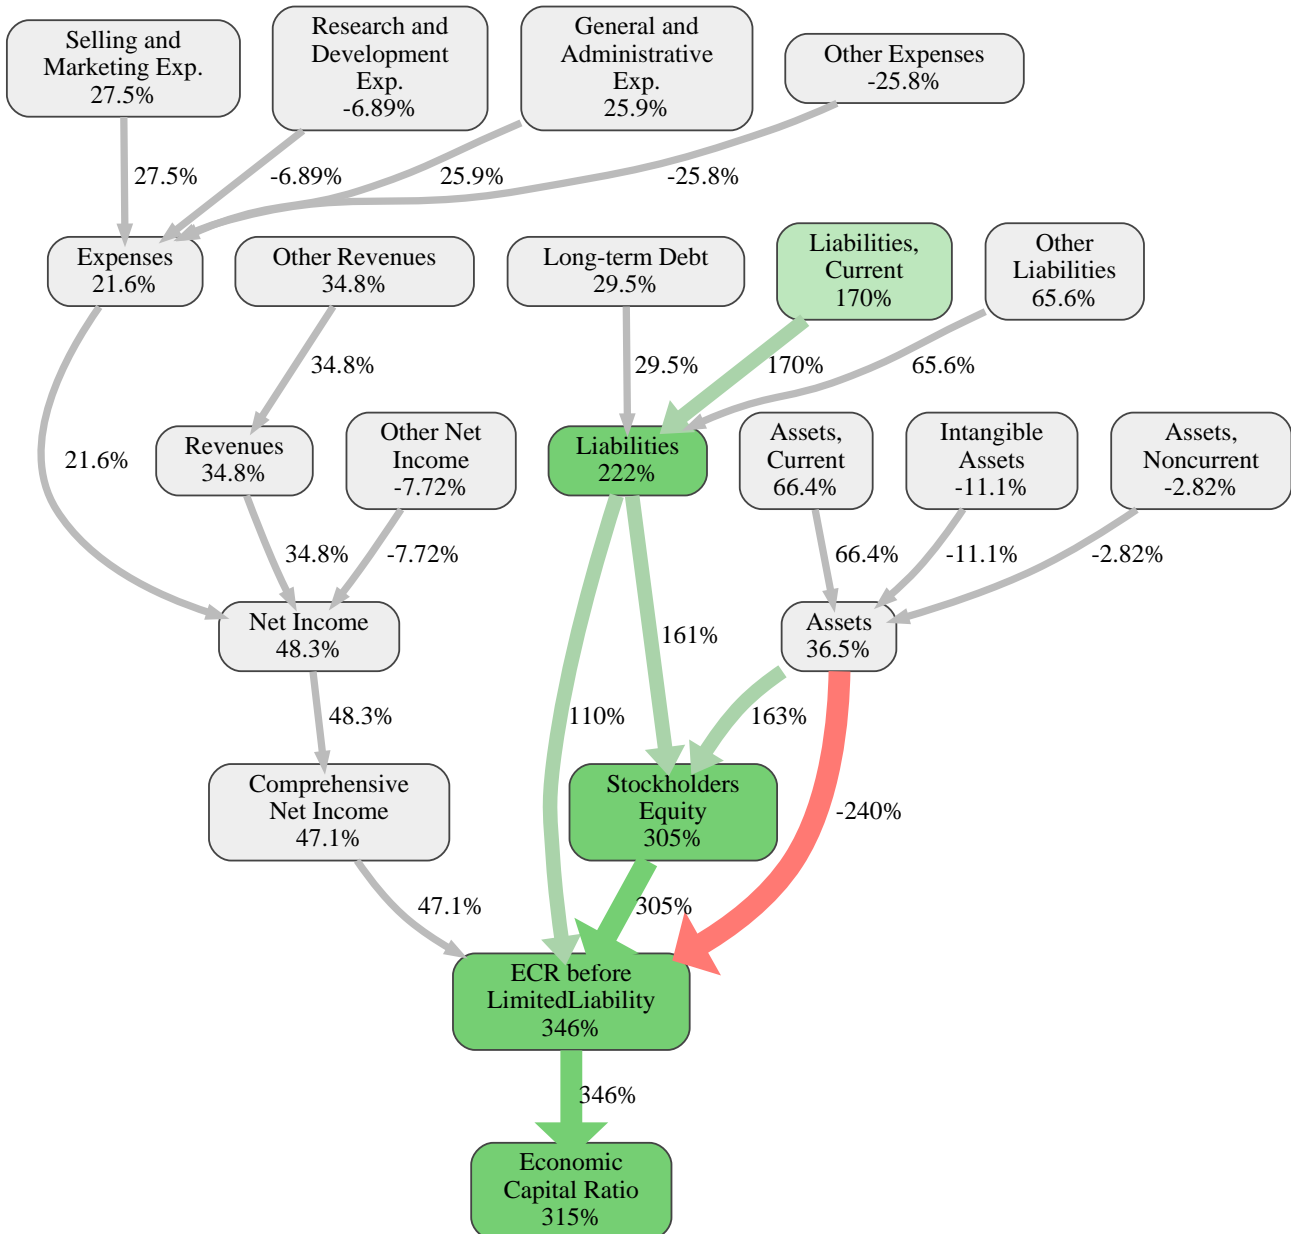 Selling and
Marketing Exp.
27.5%
Research and
Development
Exp.
-6.89%
General and
Administrative
Exp.
25.9%
Other Expenses
-25.8%
27.5%
-6.89%
25.9%
-25.8%
Expenses
21.6%
Other Revenues
34.8%
Long-term Debt
29.5%
Liabilities,
Current
170%
Other
Liabilities
65.6%
34.8%
29.5%
170%
65.6%
21.6%
Revenues
34.8%
Other Net
Income
-7.72%
Liabilities
222%
Assets,
Current
66.4%
Intangible
Assets
-11.1%
Assets,
Noncurrent
-2.82%
34.8%
-7.72%
66.4%
-11.1%
-2.82%
Net Income
48.3%
161%
Assets
36.5%
48.3%
110%
163%
Comprehensive
Net Income
47.1%
Stockholders
Equity
305%
-240%
47.1%
305%
ECR before
LimitedLiability
346%
346%
Economic
Capital Ratio
315%